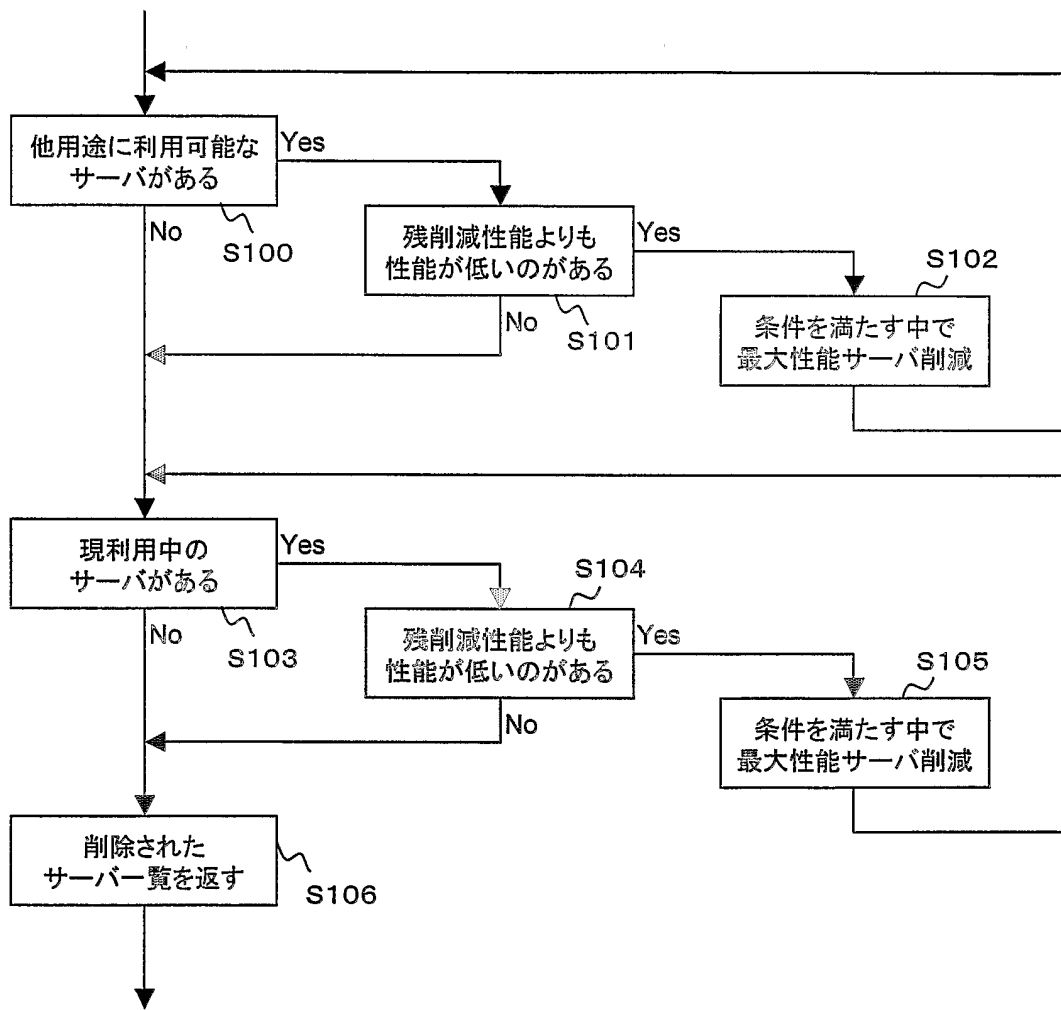 他用途に利用可能な
サーバがある
Yes
No
S100
残削減性能よりも
性能が低いのがある
Yes
No
S101
S102
条件を満たす中で
最大性能サーバ削減
現利用中の
サーバがある
Yes
No
S103
S104
残削減性能よりも
性能が低いのがある
Yes
No
S105
条件を満たす中で
最大性能サーバ削減
削除された
サーバ一覧を返す
S106